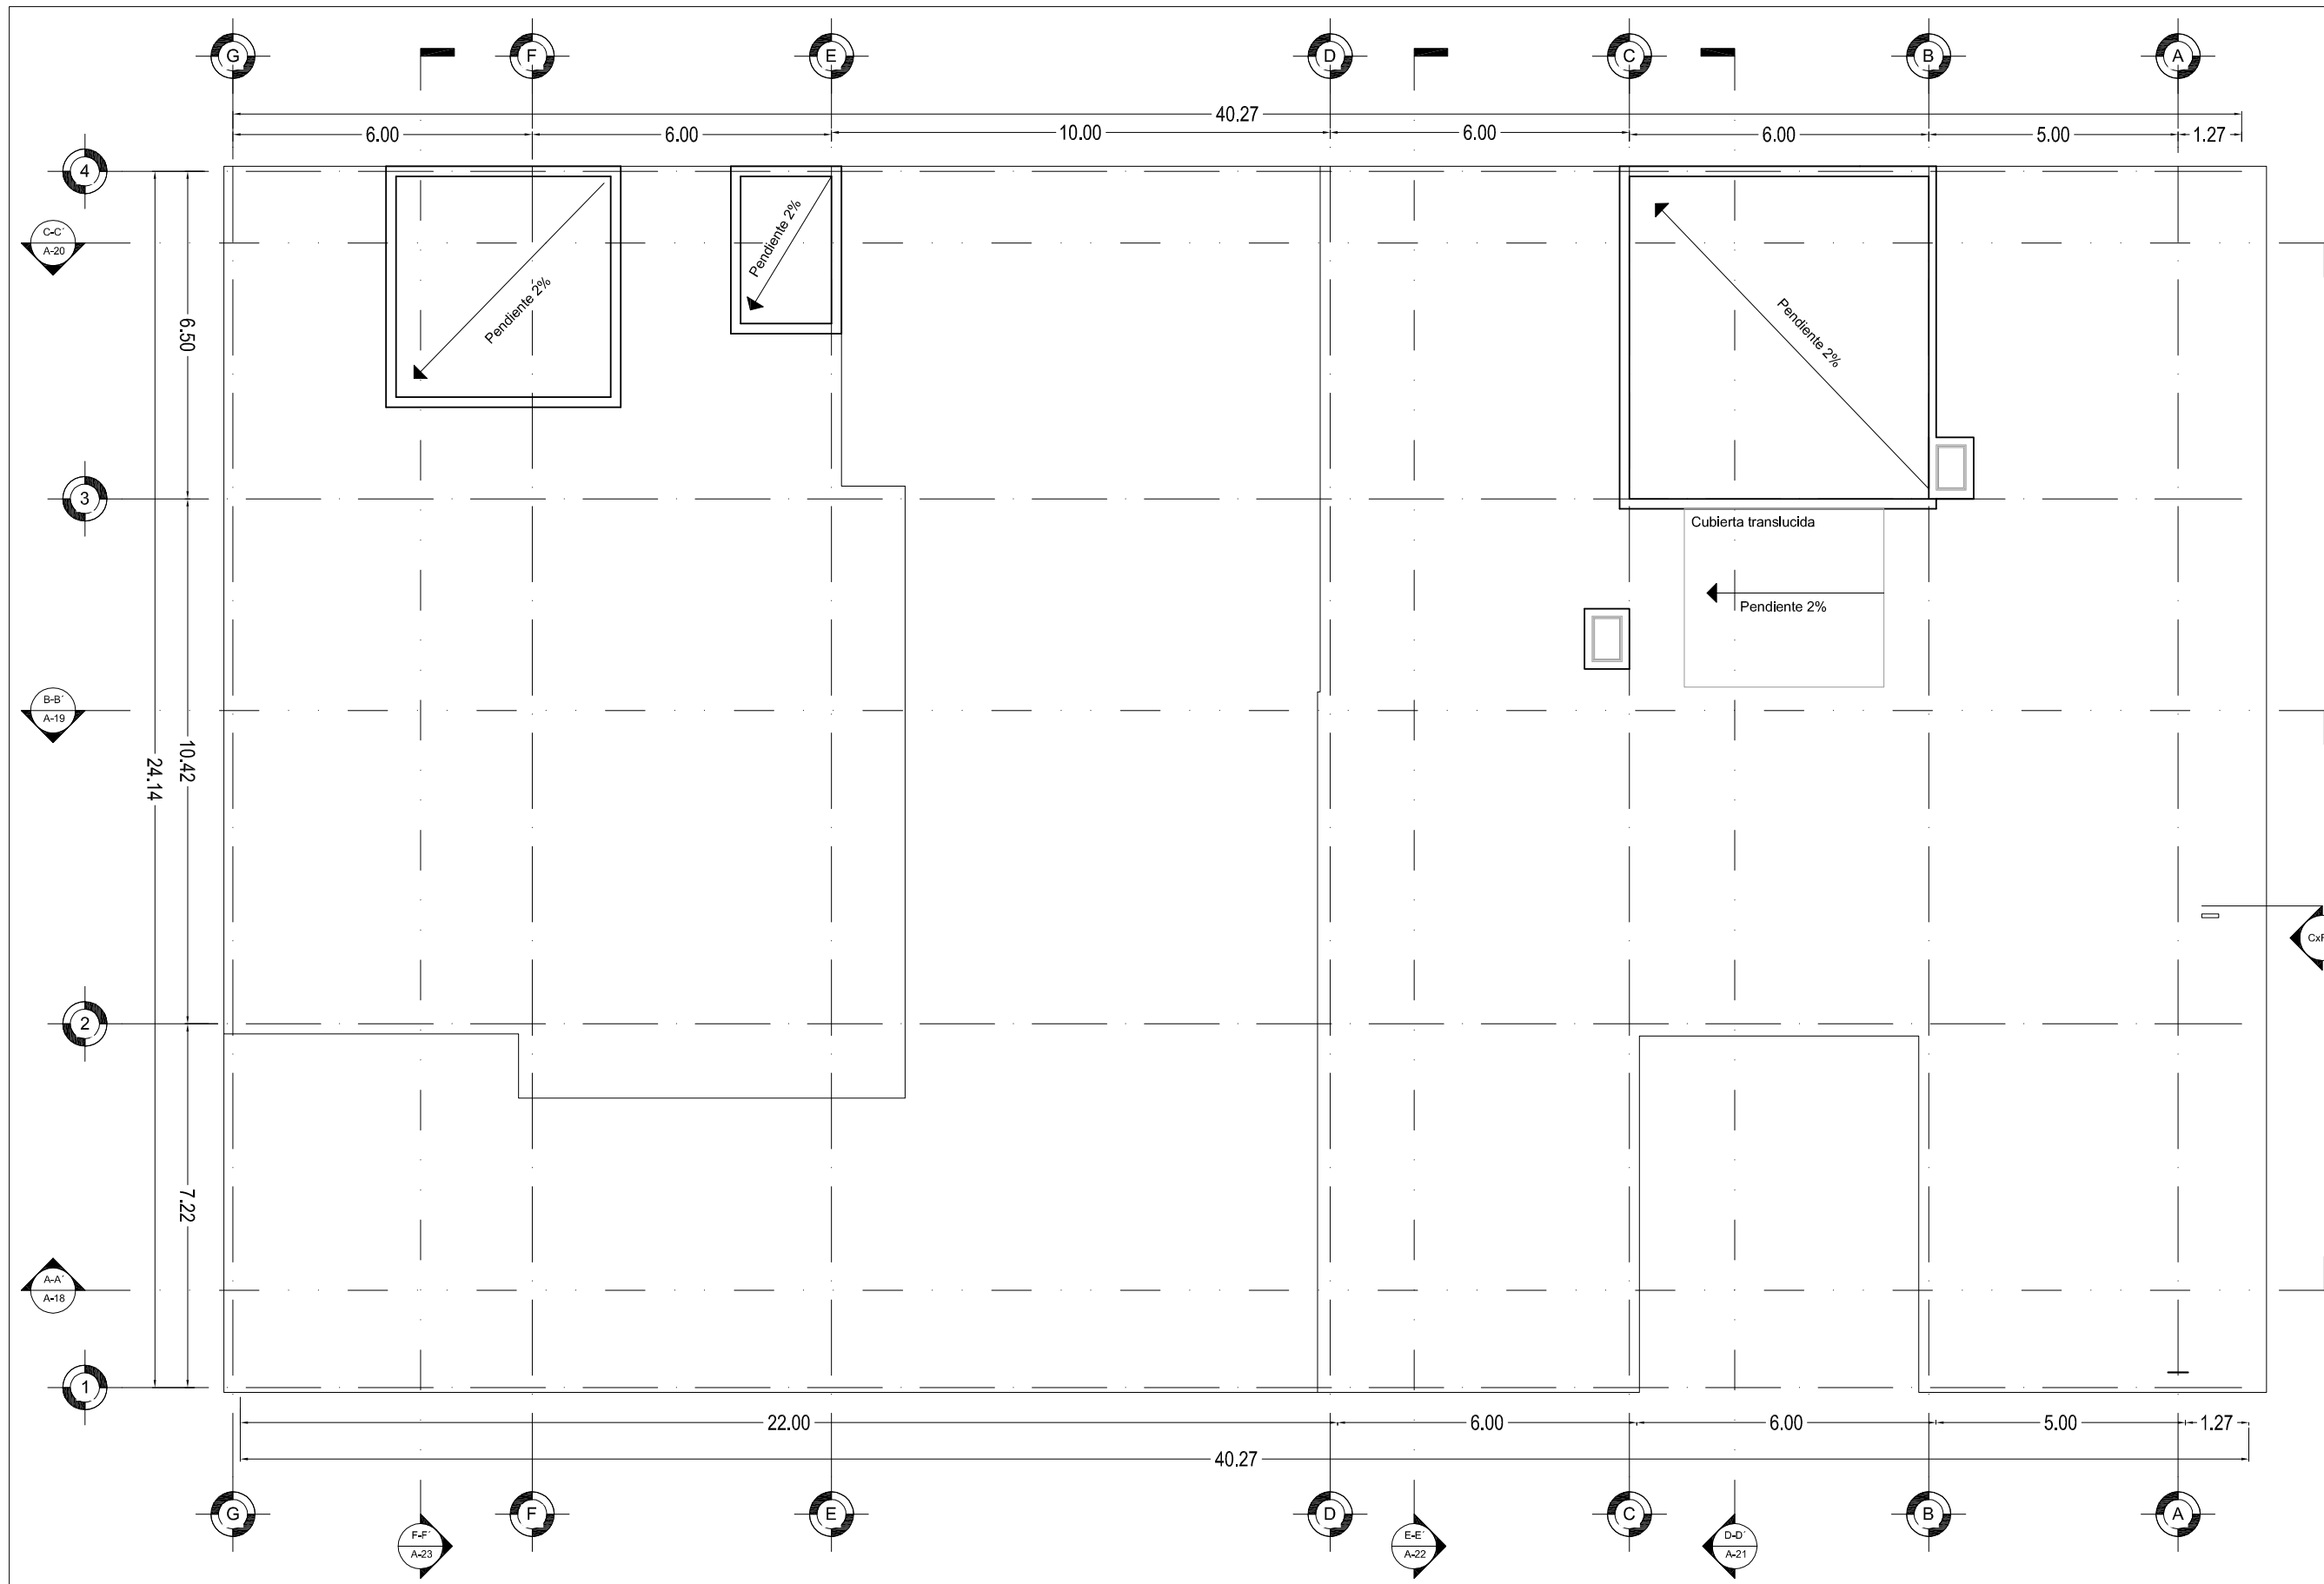 G
F
E
D
C
B
A
40.27
6.00
6.00
10.00
6.00
6.00
5.00
1.27
4
C-C´
A-20
Pendiente 2%
Pendiente 2%
Pendiente 2%
6.50
3
Cubierta translucida
Pendiente 2%
B-B´
A-19
10.42
24.14
2
7.22
A-A´
A-18
1
22.00
6.00
6.00
5.00
1.27
40.27
G
F
E
D
C
B
A
F-F´
A-23
E-E´
A-22
D-D´
A-21